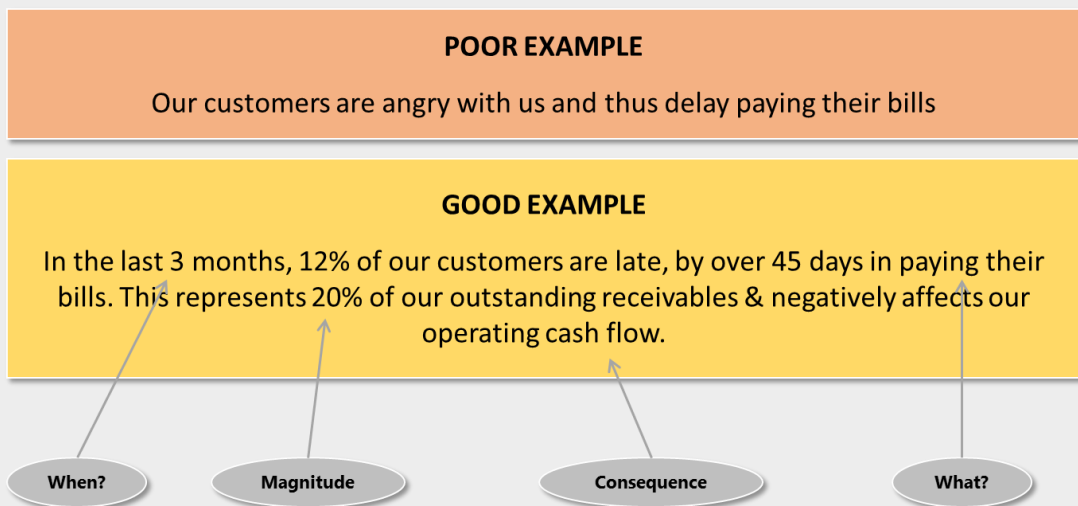 POOR EXAMPLE
Our customers are angry with us and thus delay paying their bills
GOOD EXAMPLE
In the last 3 months, 12% of our customers are late, by over 45 days in paying their
bills. This represents 20% of our outstanding receivables & negatively affects our
operating cash flow.
When?
Magnitude
Consequence
What?